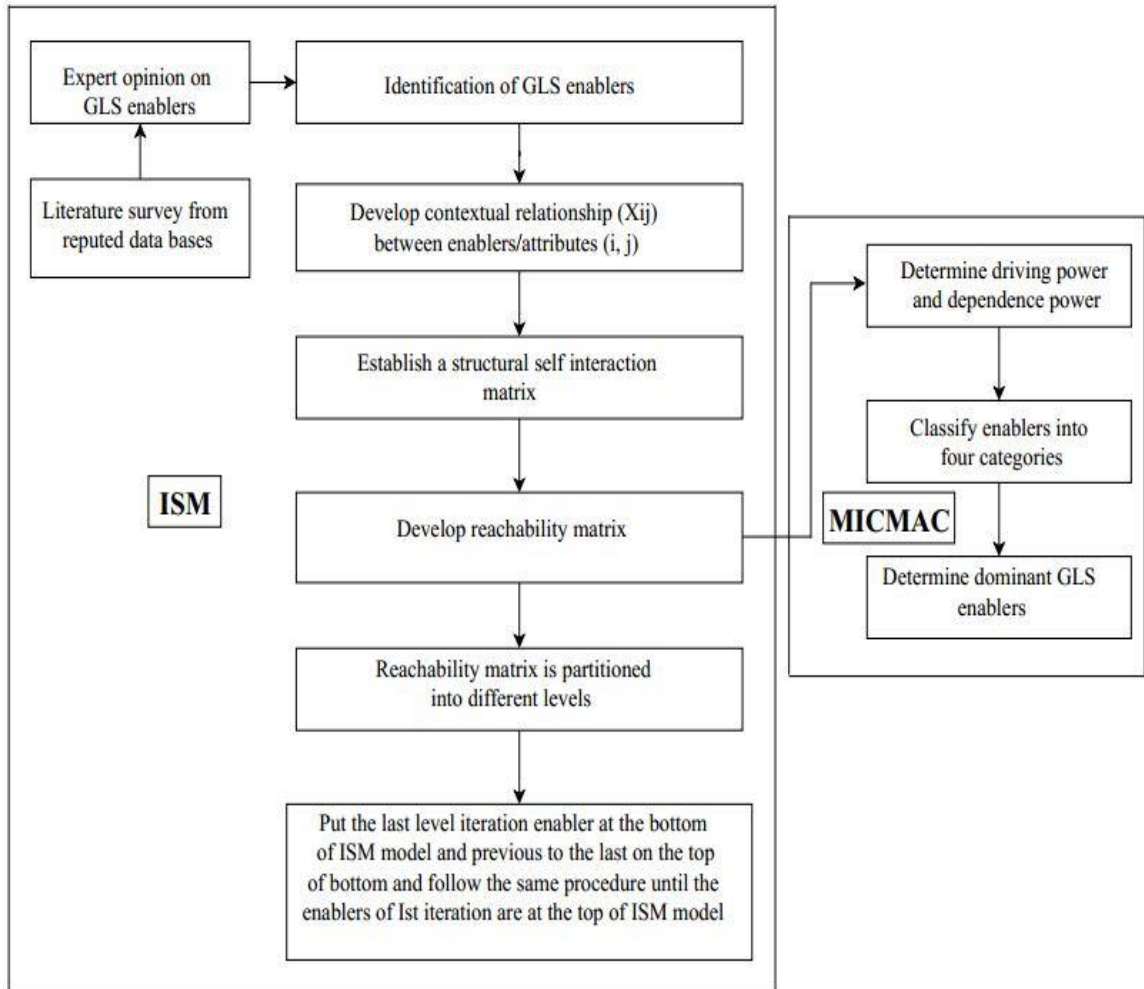 Expert opinion on
GLS enablers
Identification of GLS enablers
Literature survey from
reputed data bases
Develop contextual relationship (Xij)
between enablers/attributes (i, j)
Establish a structural self interaction
matrix
ISM
Develop reachability matrix
Reachability matrix is partitioned
into different levels
Put the last level iteration enabler at the bottom
of ISM model and previous to the last on the top
of bottom and follow the same procedure until the
enablers of Ist iteration are at the top of ISM model
Determine driving power
and dependence power
Classify enablers into
four categories
MICMAC
Determine dominant GLS
enablers